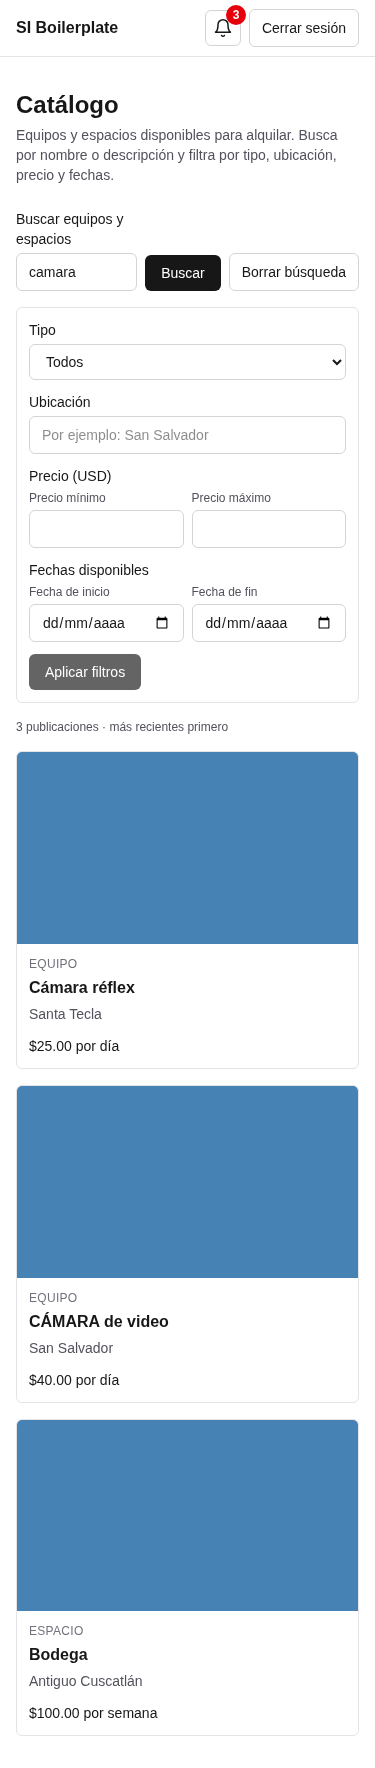 SI Boilerplate
3
Cerrar sesión
Catálogo
Equipos y espacios disponibles para alquilar. Busca
por nombre o descripción y filtra por tipo, ubicación,
precio y fechas.
Buscar equipos y
espacios
camara
Buscar
Borrar búsqueda
Tipo
Todos
Ubicación
Por ejemplo: San Salvador
Precio (USD)
Precio mínimo
Precio máximo
Fechas disponibles
Fecha de inicio
Fecha de fin
dd/mm/aaaa
dd/mm/aaaa
Aplicar filtros
3 publicaciones · más recientes primero
EQUIPO
Cámara réflex
Santa Tecla
$25.00 por día
EQUIPO
CÁMARA de video
San Salvador
$40.00 por día
ESPACIO
Bodega
Antiguo Cuscatlán
$100.00 por semana